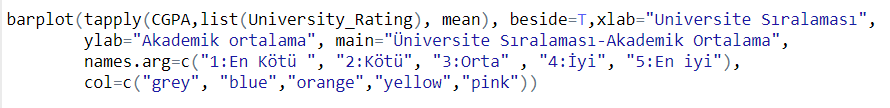 barplot(tapply(CGPA,list(University_Rating), mean), beside=T,xlab="Universite Sıralaması",
ylab="Akademik ortalama", main="Üniversite Sıralaması-Akademik Ortalama",
names.arg=c("1:En Kötü ", "2:Kötü", "3:Orta" , "4:İyi", "5:En iyi"),
col=c("grey", "blue","orange","yellow","pink"))